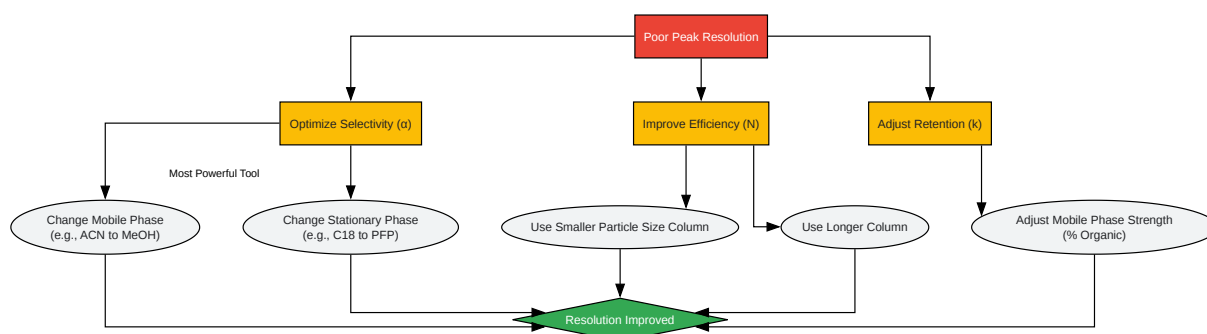 Poor Peak Resolution
Optimize Selectivity (α)
Improve Efficiency (N)
Adjust Retention (k)
Most Powerful Tool
Change Mobile Phase
(e.g., ACN to MeOH)
Change Stationary Phase
(e.g., C18 to PFP)
Use Smaller Particle Size Column
Use Longer Column
Adjust Mobile Phase Strength
(% Organic)
Resolution Improved